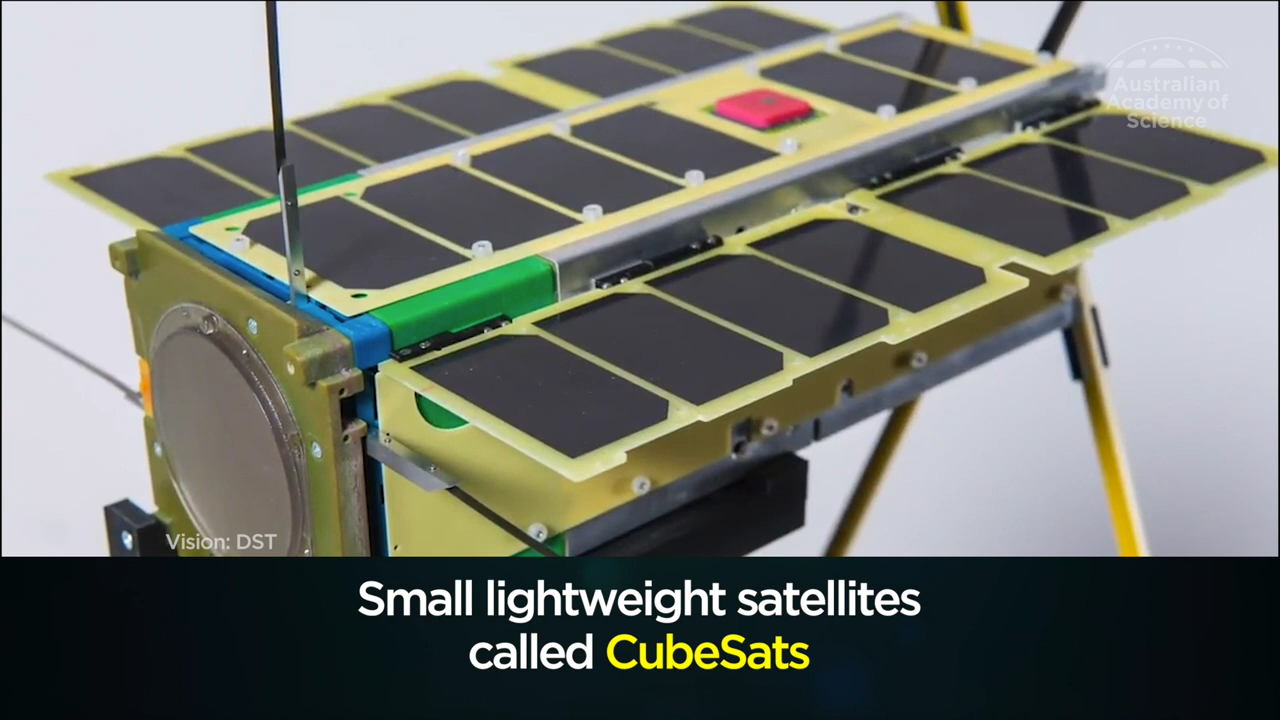 Australian
Academy of
Science
Vision: DST
Small lightweight satellites
called CubeSats